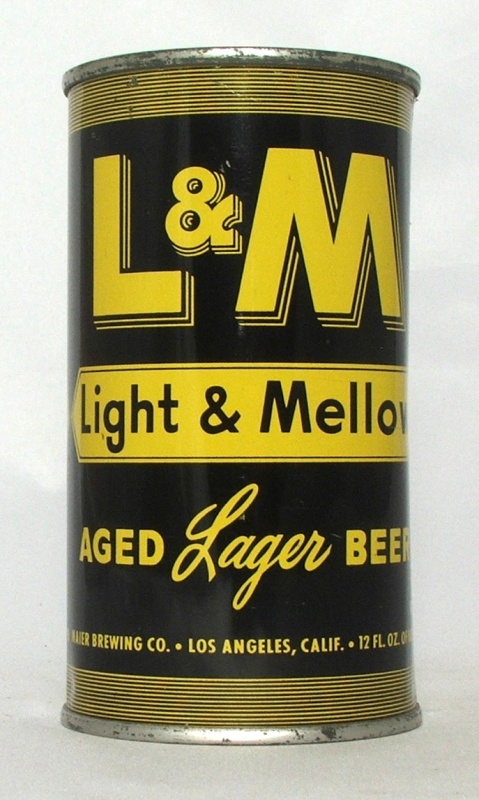 L&M
Light & Mellow
AGED Lager BEER
MAIER BREWING CO. • LOS ANGELES, CALIF. • 12 FL. OZ.